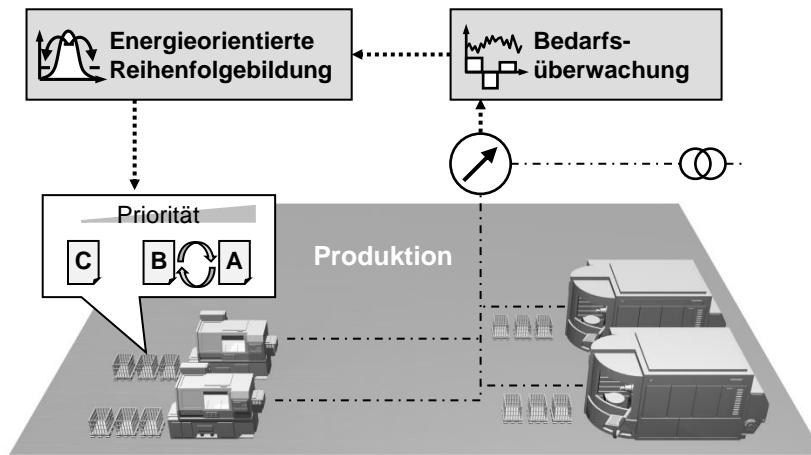 Energieorientierte
Reihenfolgebildung
Bedarfs-
überwachung
Priorität
C B A
Produktion